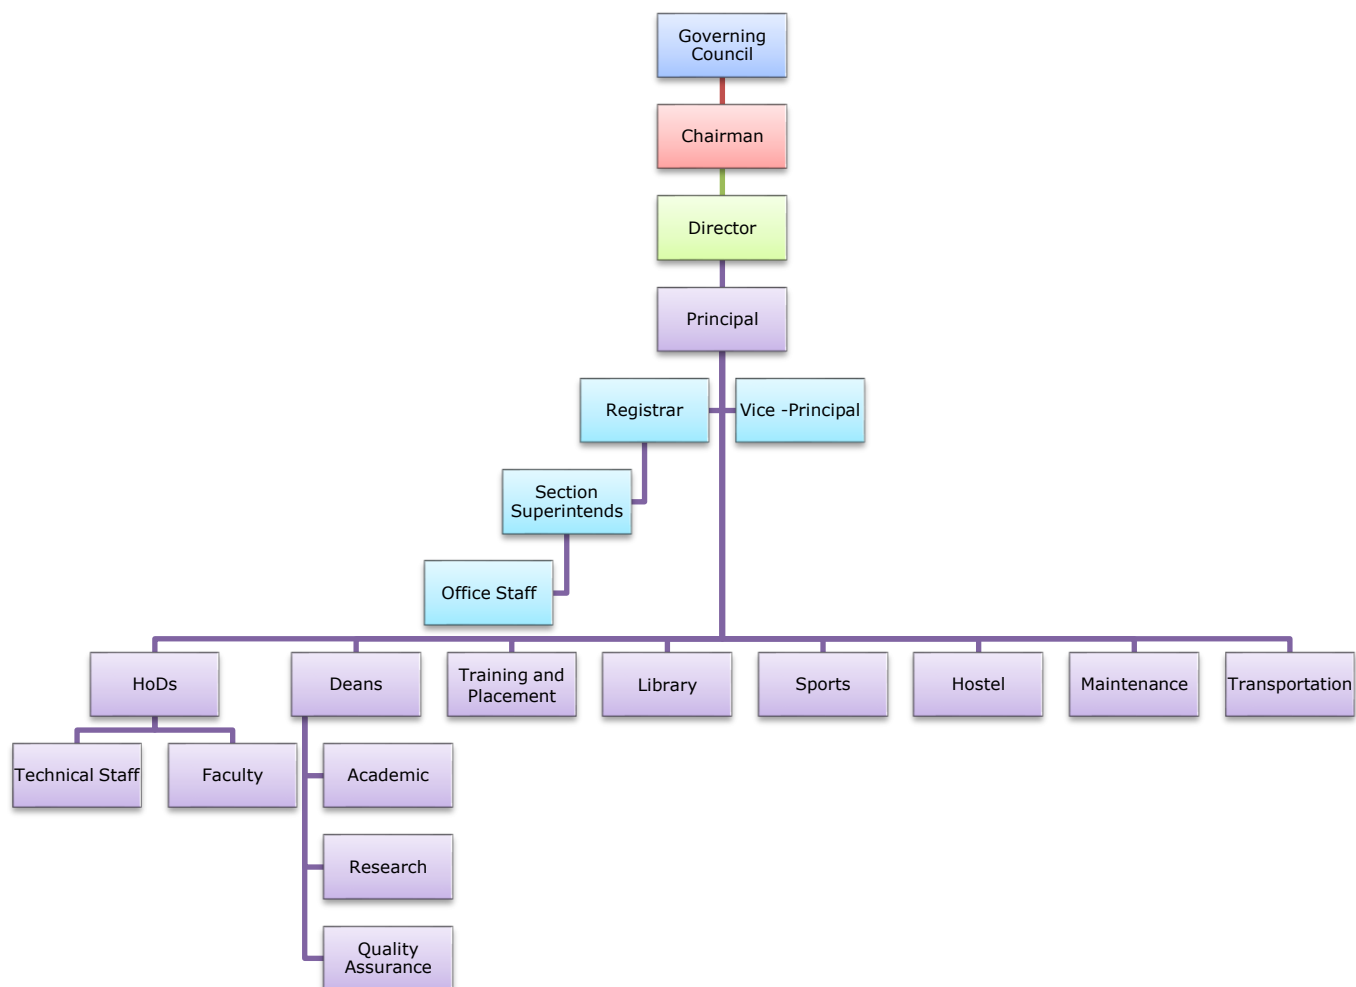 Governing
Council
Chairman
Director
Principal
Registrar
Vice -Principal
Section
Superintends
Office Staff
HoDs
Deans
Training and
Placement
Library
Sports
Hostel
Maintenance
Transportation
Technical Staff
Faculty
Academic
Research
Quality
Assurance